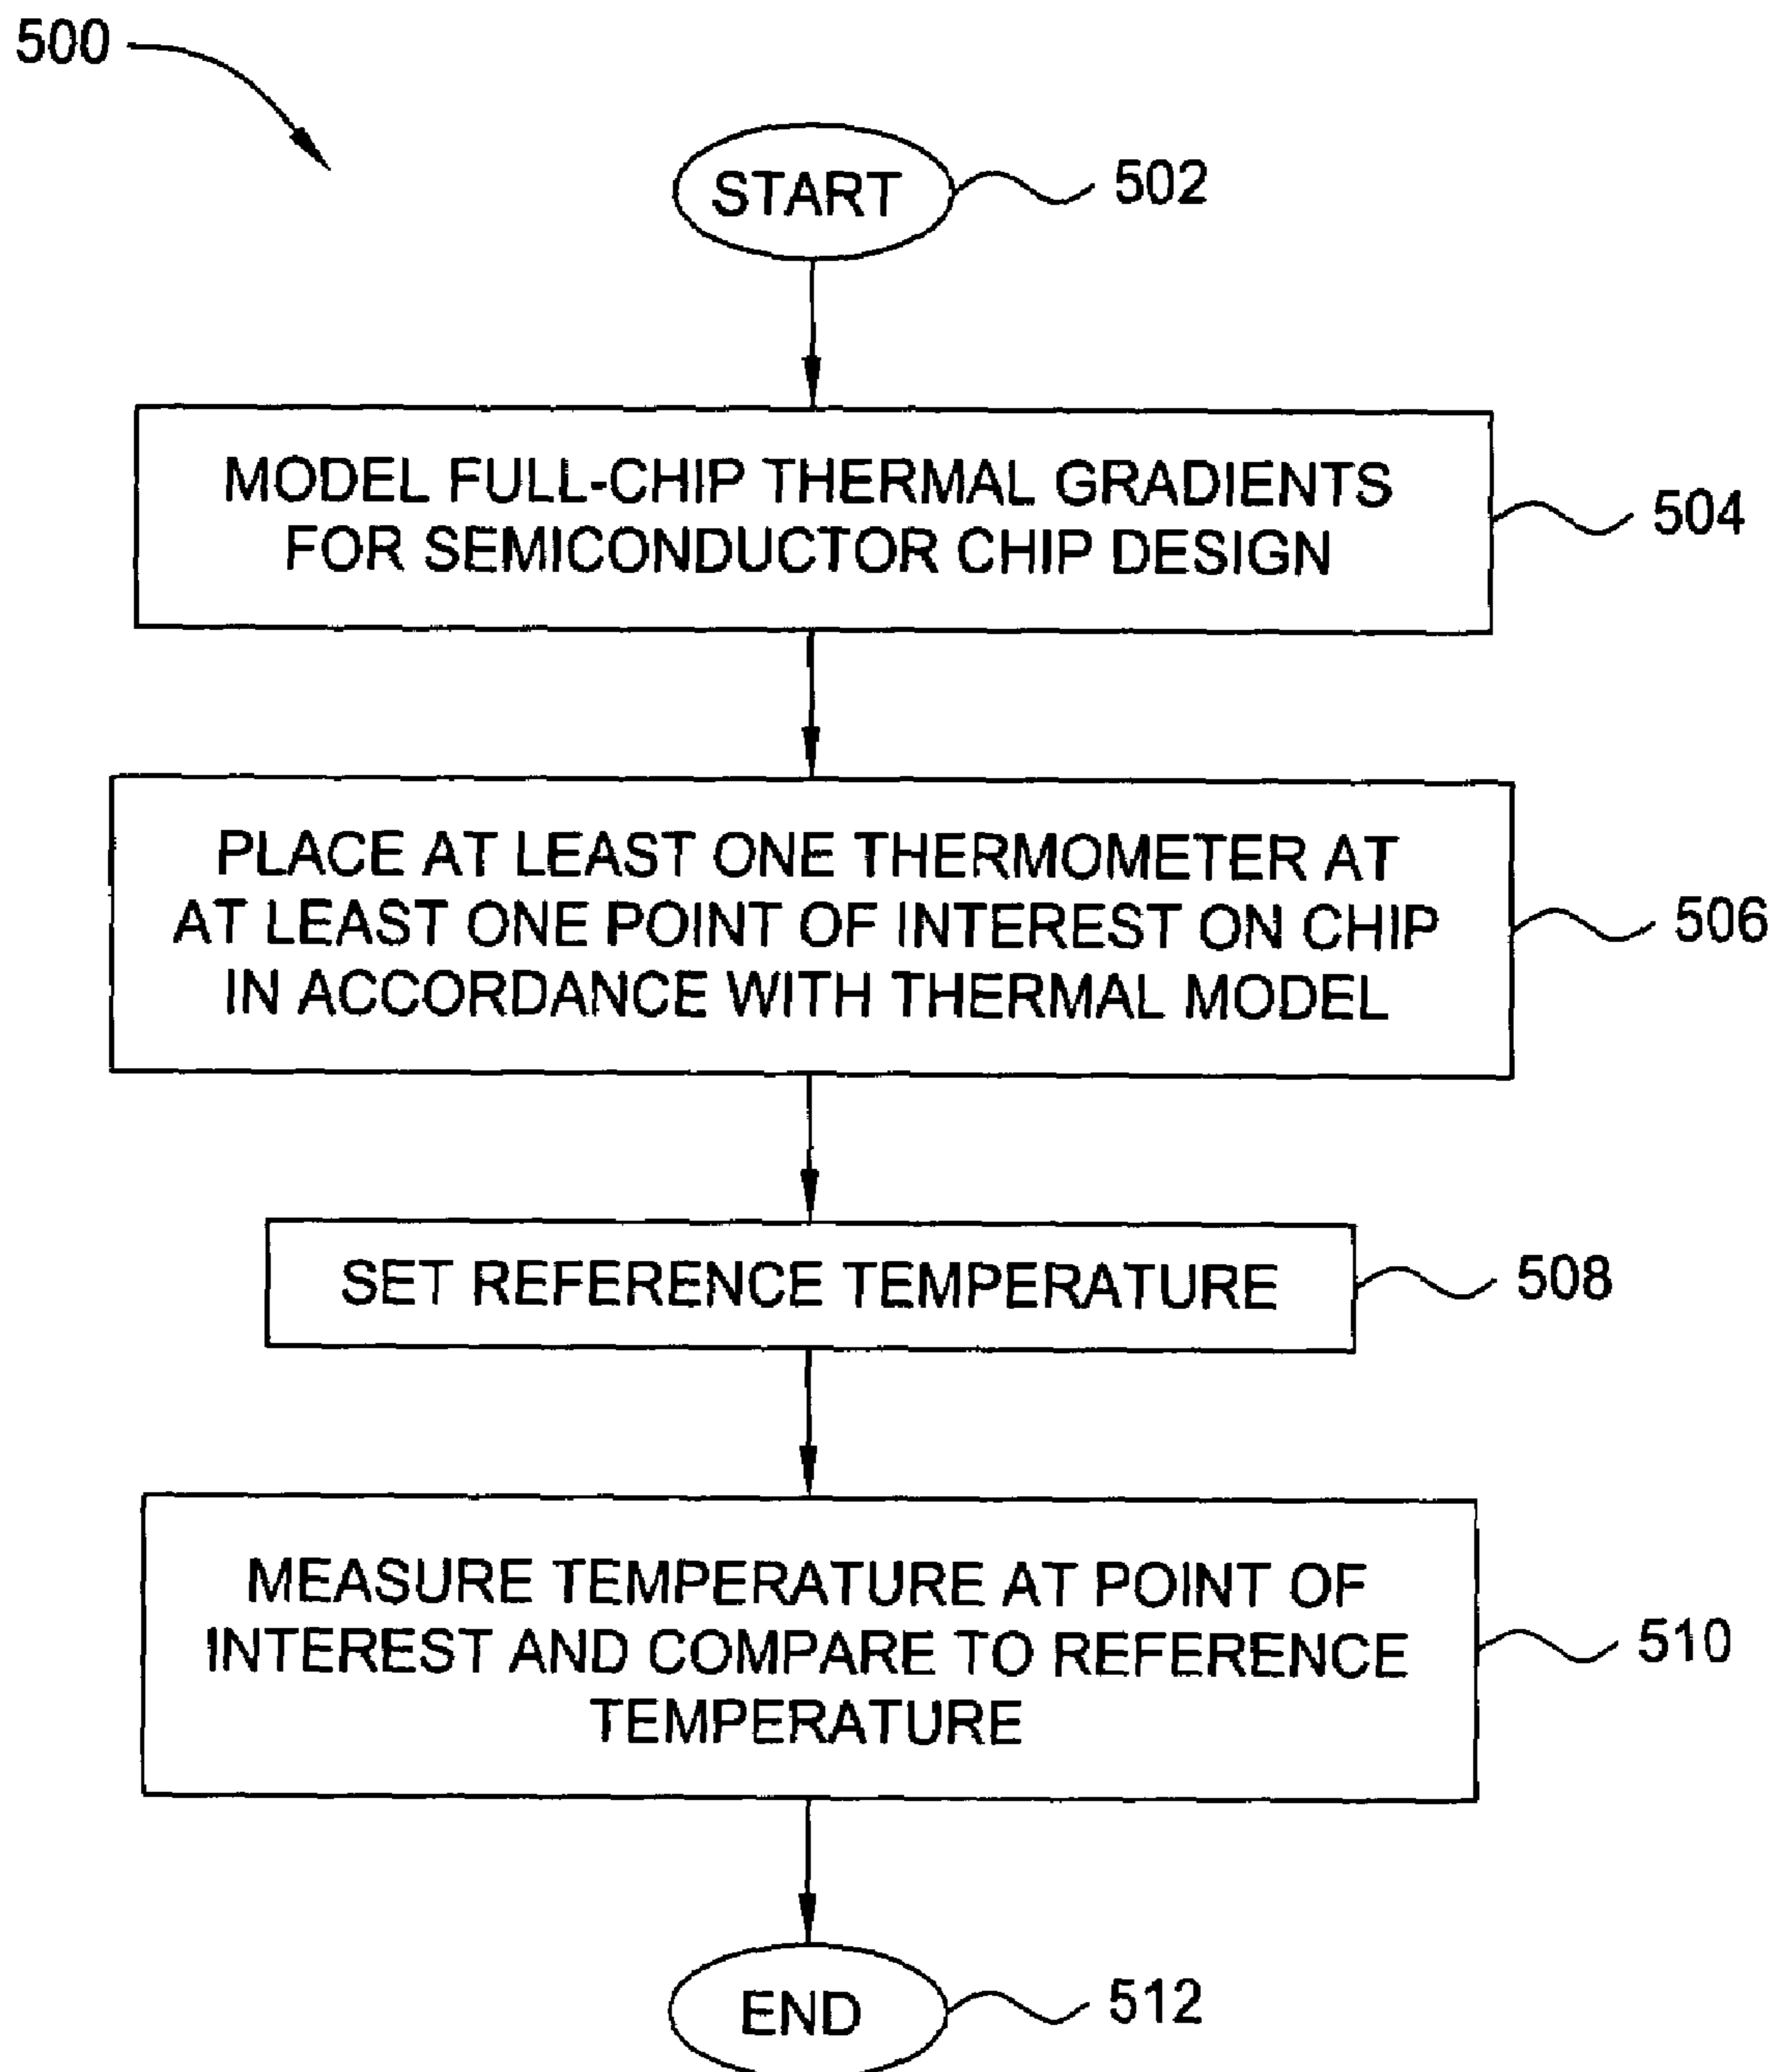 500
START
502
MODEL FULL-CHIP THERMAL GRADIENTS
FOR SEMICONDUCTOR CHIP DESIGN
504
PLACE AT LEAST ONE THERMOMETER AT
AT LEAST ONE POINT OF INTEREST ON CHIP
IN ACCORDANCE WITH THERMAL MODEL
506
SET REFERENCE TEMPERATURE
508
MEASURE TEMPERATURE AT POINT OF
INTEREST AND COMPARE TO REFERENCE
TEMPERATURE
510
END
512